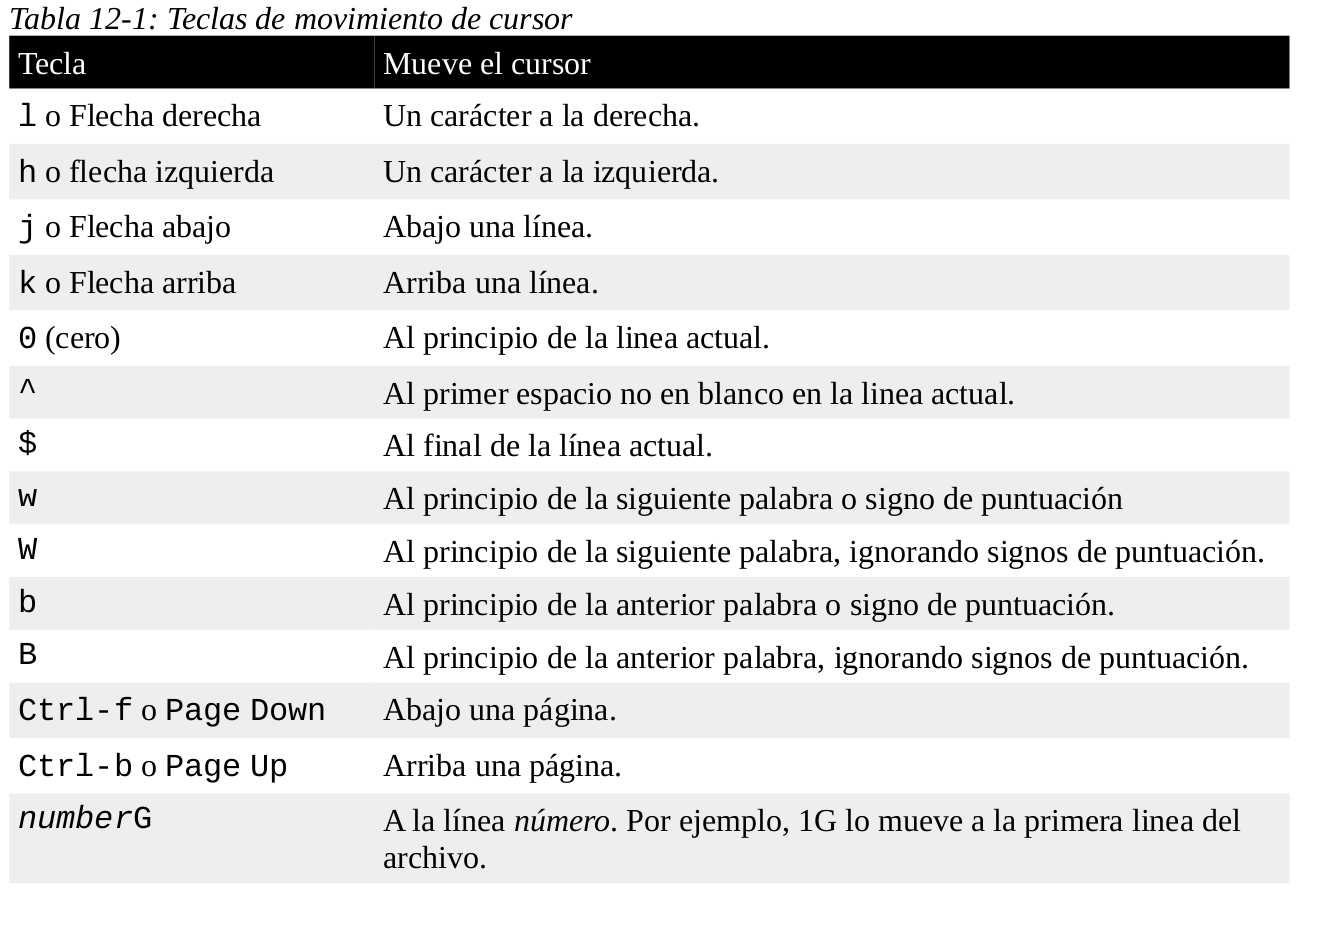 Tabla 12-1: Teclas de movimiento de cursor
Tecla Mueve el cursor
l o Flecha derecha Un carácter a la derecha.
h o flecha izquierda Un carácter a la izquierda.
j o Flecha abajo Abajo una línea.
k o Flecha arriba Arriba una línea.
0 (cero) Al principio de la linea actual.
^ Al primer espacio no en blanco en la linea actual.
$ Al final de la línea actual.
w Al principio de la siguiente palabra o signo de puntuación
W Al principio de la siguiente palabra, ignorando signos de puntuación.
b Al principio de la anterior palabra o signo de puntuación.
B Al principio de la anterior palabra, ignorando signos de puntuación.
Ctrl-f o Page Down Abajo una página.
Ctrl-b o Page Up Arriba una página.
numberG A la línea número. Por ejemplo, 1G lo mueve a la primera linea del
archivo.